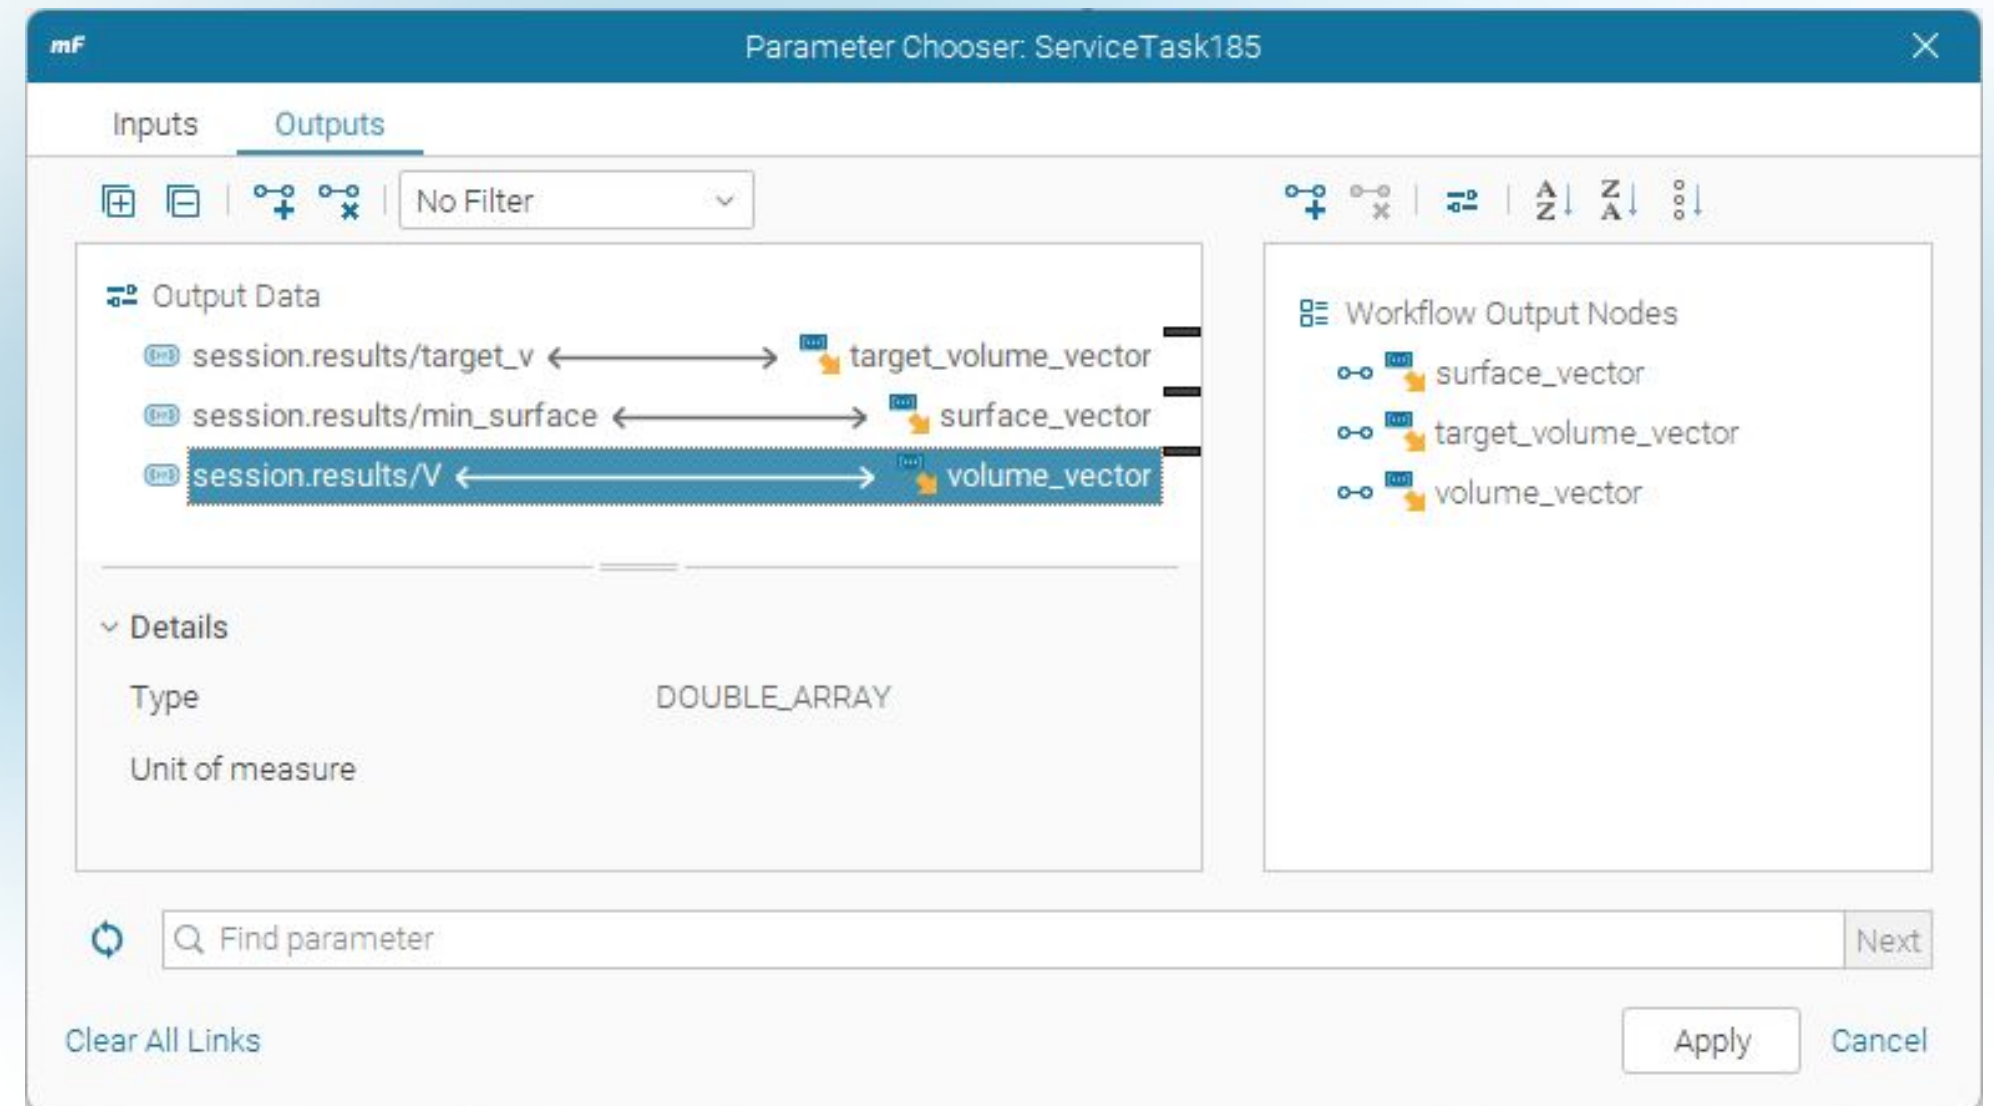 mF Parameter Chooser: ServiceTask185
Inputs Outputs
No Filter
A Z Z A
Output Data
session.results/target_v target_volume_vector
session.results/min_surface surface_vector
session.results/V volume_vector
Details
Type DOUBLE_ARRAY
Unit of measure
Workflow Output Nodes
surface_vector
target_volume_vector
volume_vector
Find parameter Next
Clear All Links Apply Cancel